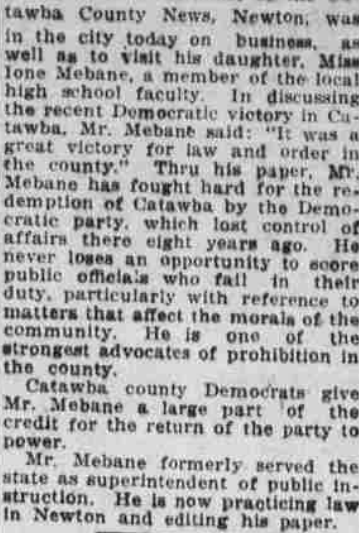 tawba County News, Newton, was
in the city today on business, as
well as to visit his daughter, Miss
Ione Mebane, a member of the local
high school faculty. In discussing
the recent Democratic victory in Ca-
tawba, Mr. Mebane said: "It was a
great victory for law and order in
the county." Thru his paper, Mr.
Mebane has fought hard for the re-
demption of Catawba by the Demo-
cratic party, which lost control of
affairs there eight years ago. He
never loses an opportunity to score
public officials who fail in their
duty, particularly with reference to
matters that affect the morals of the
community. He is one of the
strongest advocates of prohibition in
the county.
Catawba county Democrats give
Mr. Mebane a large part of the
credit for the return of the party to
power.
Mr. Mebane formerly served the
state as superintendent of public in-
struction. He is now practicing law
in Newton and editing his paper.